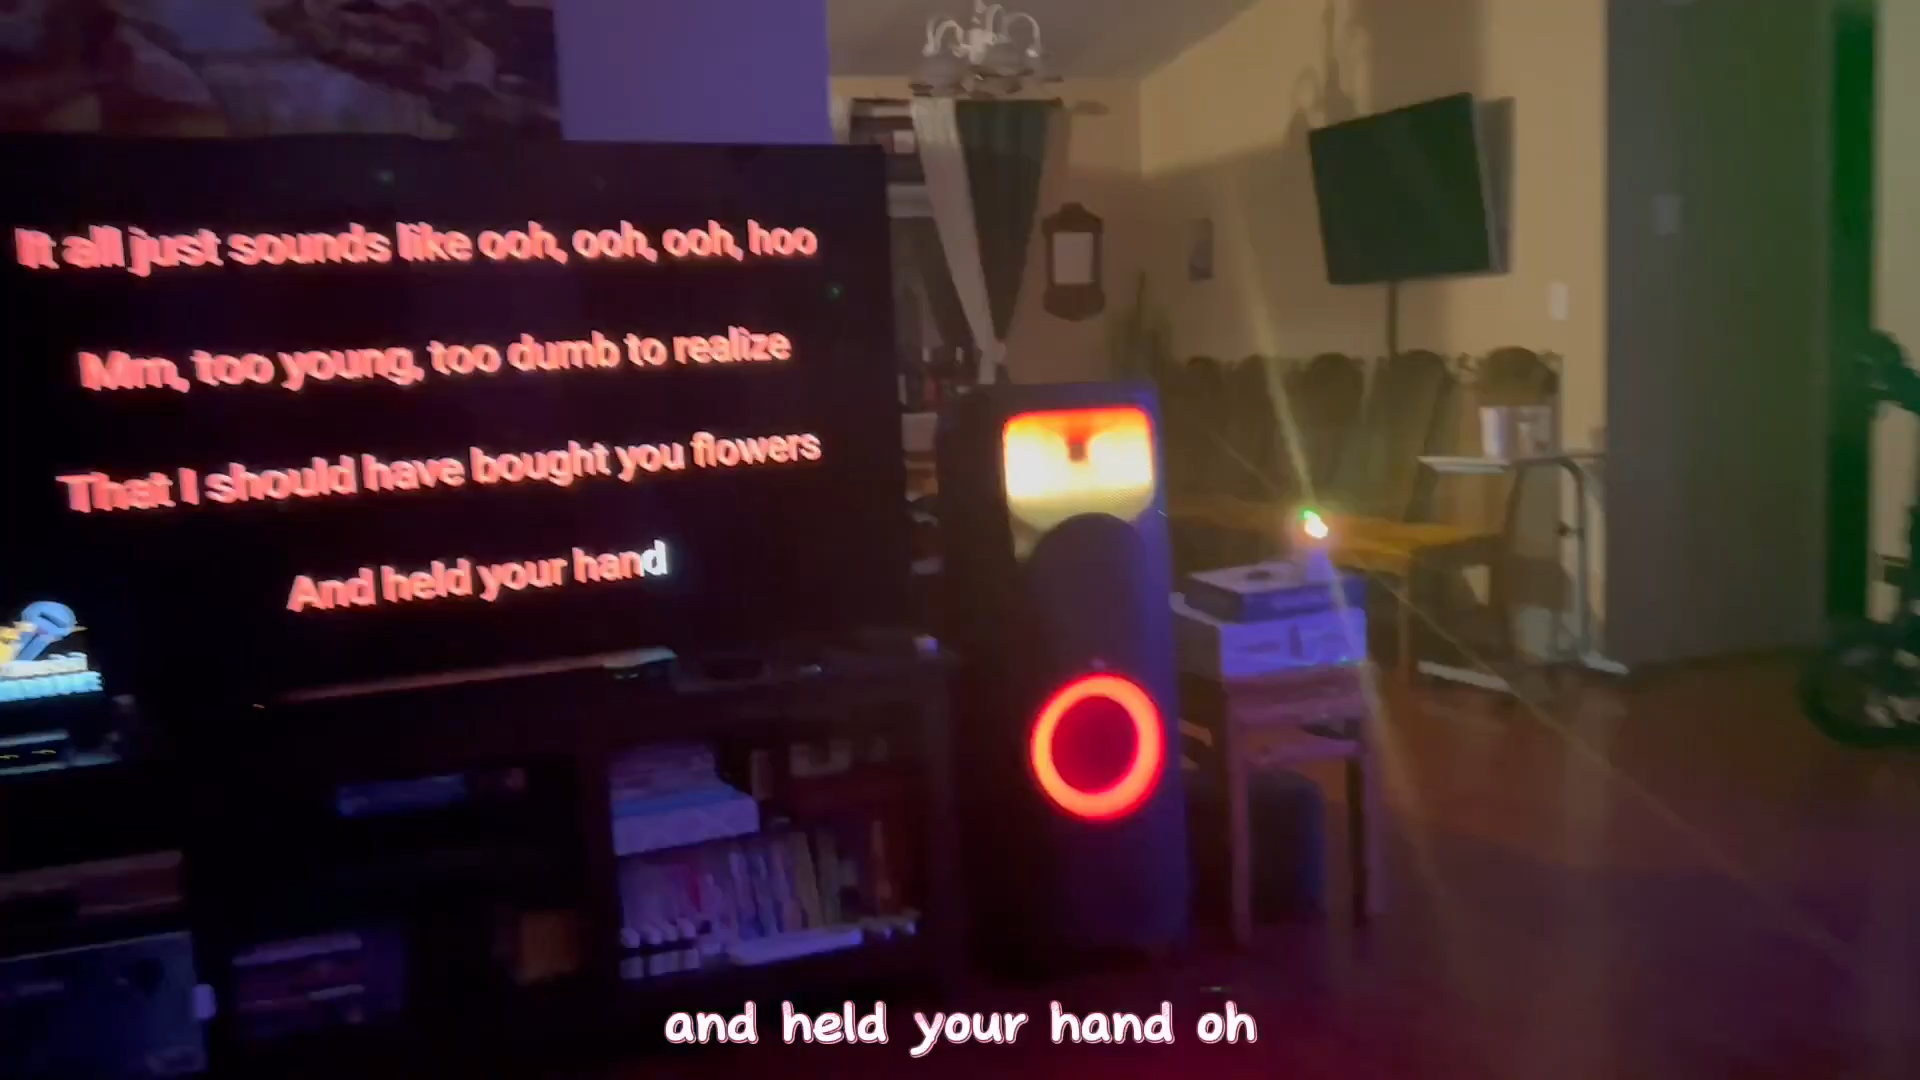 It all just sounds like ooh, ooh, ooh, hoo
Mm, too young, too dumb to realize
That I should have bought you flowers
And held your hand
and held your hand oh